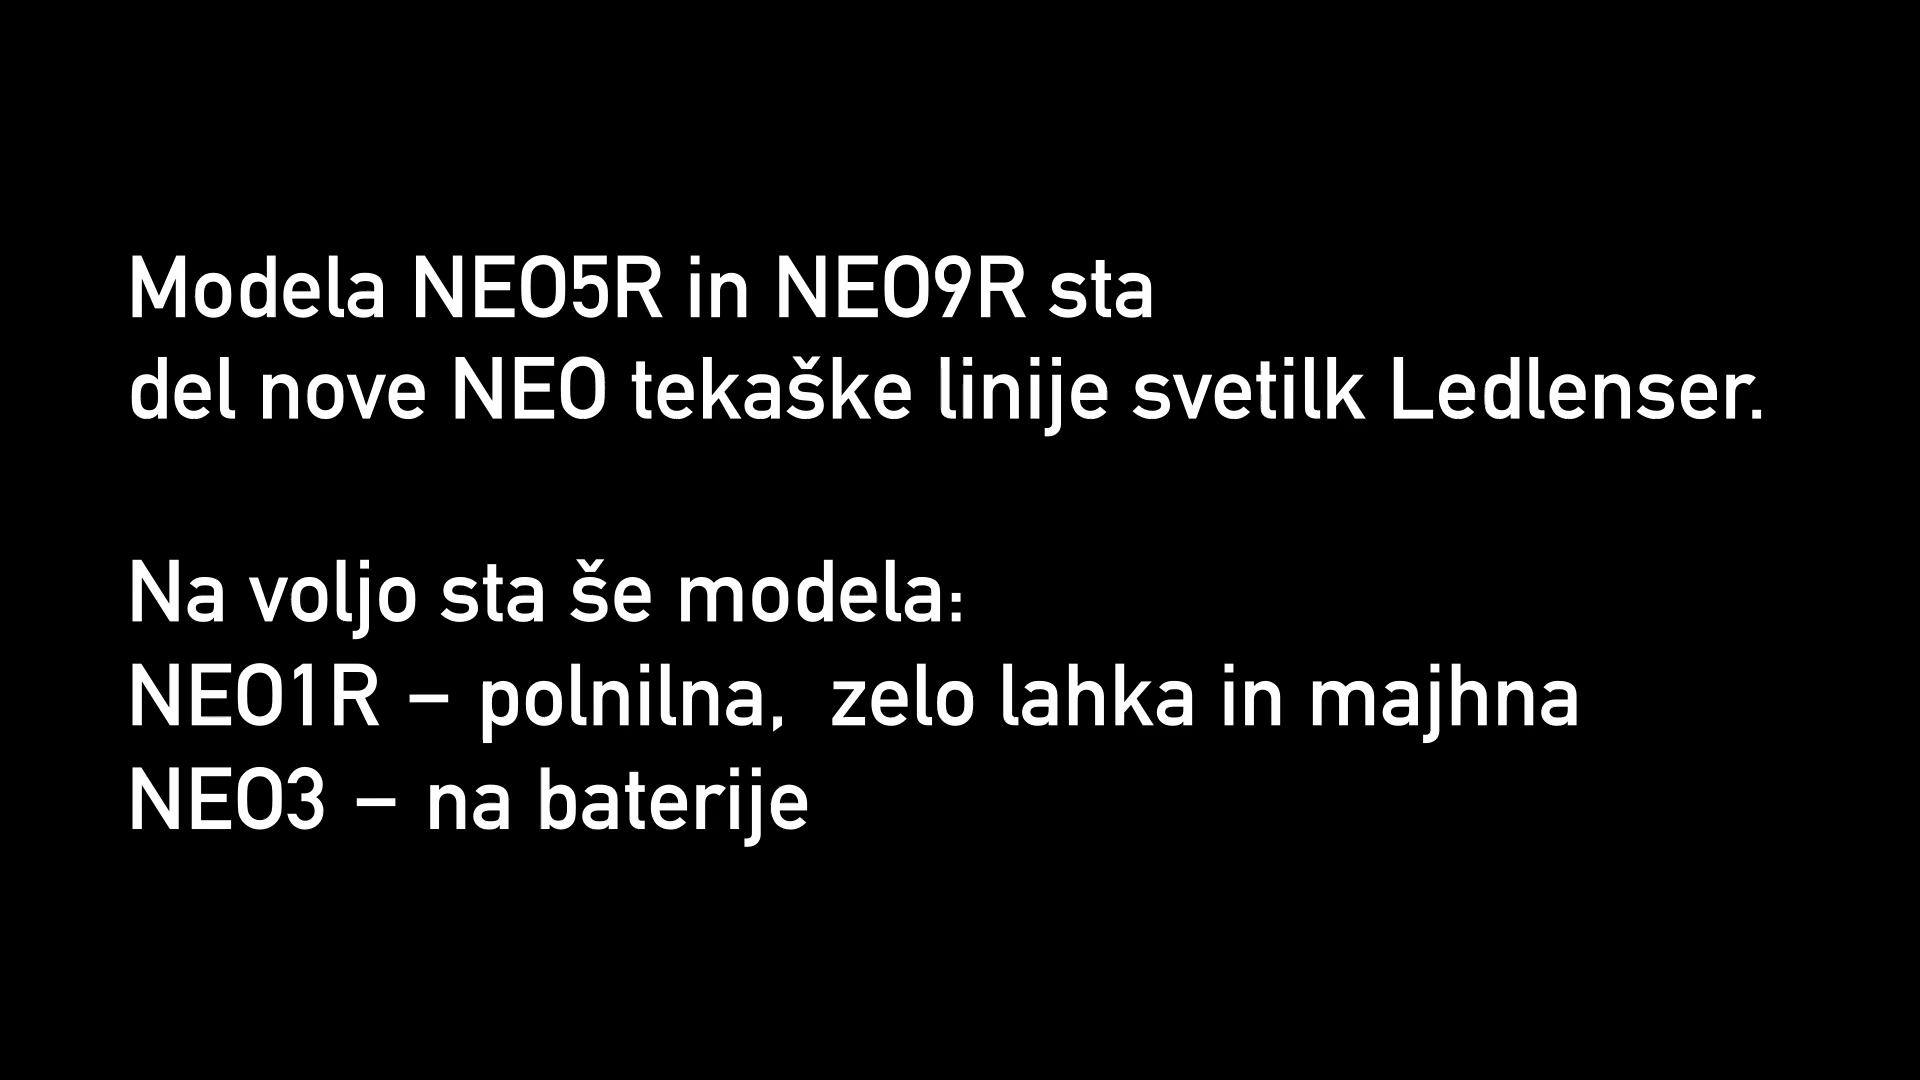 Modela NEO5R in NEO9R sta
del nove NEO tekaške linije svetilk Ledlenser.
Na voljo sta še modela:
NEO1R – polnilna,  zelo lahka in majhna
NEO3 – na baterije